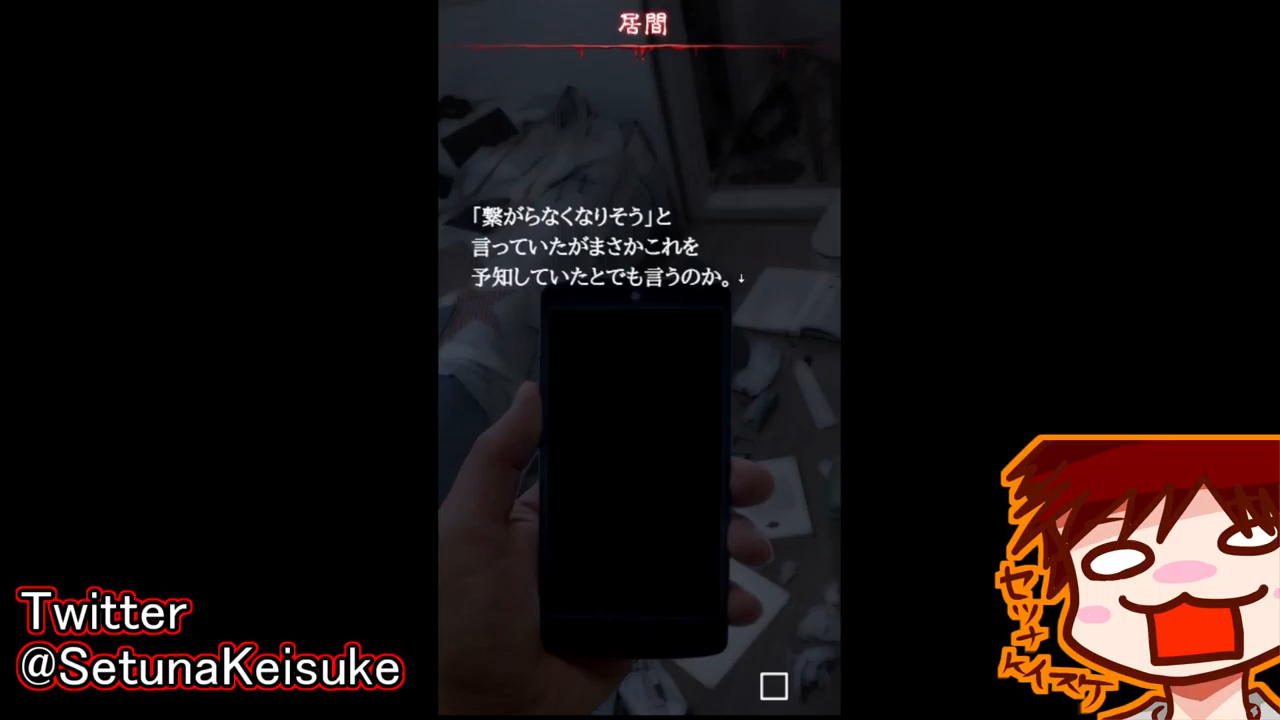 居間
「繋がらなくなりそう」と
言っていたがまさかこれを
予知していたとでも言うのか。↓
Twitter
@SetunaKeisuke
セツナ
ケイスケ